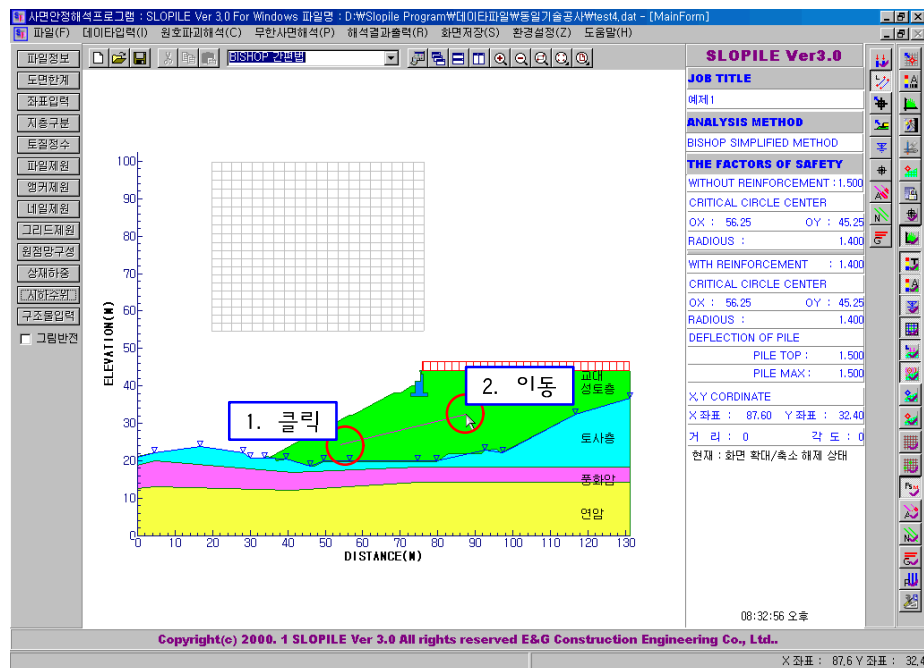 사면안정해석프로그램 : SLOPILE Ver 3.0 For Windows 파일명 : D:₩Slopile Program₩데이타파일₩동일기술공사₩test4.dat - [MainForm]
파일(F) 데이타입력(I) 원호파괴해석(C) 무한사면해석(P) 해석결과출력(R) 화면저장(S) 환경설정(Z) 도움말(H)
BISHOP 간편법
파일정보
도면한계
좌표입력
지층구분
토질정수
파일제원
앵커제원
네일제원
그리드제원
원점망구성
상재하중
지하수위
구조물입력
그림반전
ELEVATION(M)
100
90
80
70
60
50
40
30
20
10
0
1. 클릭
2. 이동
교대
성토층
토사층
풍화암
연암
0 10 20 30 40 50 60 70 80 90 100 110 120 130
DISTANCE(M)
SLOPILE Ver3.0
JOB TITLE
예제1
ANALYSIS METHOD
BISHOP SIMPLIFIED METHOD
THE FACTORS OF SAFETY
WITHOUT REINFORCEMENT : 1.500
CRITICAL CIRCLE CENTER
OX : 56.25 OY : 45.25
RADIOUS : 1.400
WITH REINFORCEMENT : 1.400
CRITICAL CIRCLE CENTER
OX : 56.25 OY : 45.25
RADIOUS : 1.400
DEFLECTION OF PILE
PILE TOP : 1.500
PILE MAX : 1.500
X,Y CORDINATE
X 좌표 : 87.60 Y 좌표 : 32.40
거 리 : 0 각 도 : 0
현재 : 화면 확대/축소 해제 상태
08:32:56 오후
Copyright(c) 2000. 1 SLOPILE Ver 3.0 All rights reserved E&G Construction Engineering Co., Ltd..
X 좌표 : 87.6 Y 좌표 : 32.4